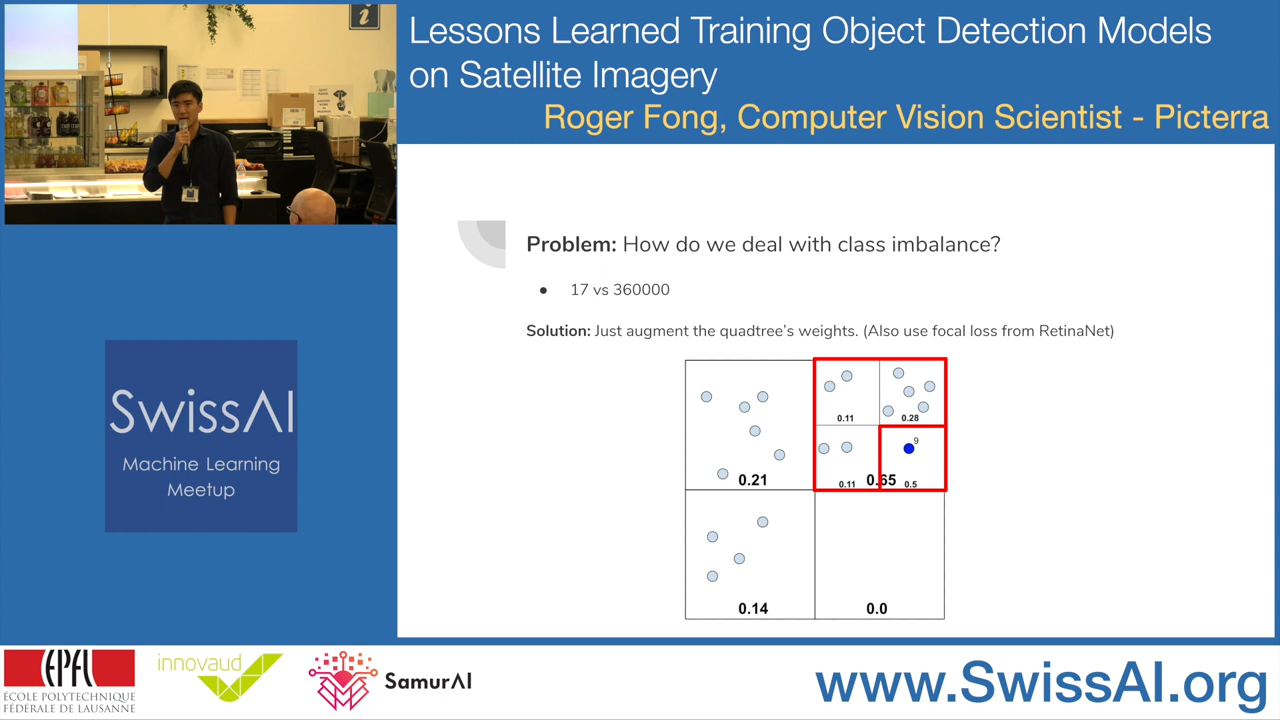 Lessons Learned Training Object Detection Models
on Satellite Imagery
Roger Fong, Computer Vision Scientist - Picterra
Problem: How do we deal with class imbalance?
● 17 vs 360000
Solution: Just augment the quadtree's weights. (Also use focal loss from RetinaNet)
0.11 0.28
9
0.21 0.11 0.65 0.5
0.14 0.0
SwissAI
Machine Learning
Meetup
EPFL
ÉCOLE POLYTECHNIQUE
FÉDÉRALE DE LAUSANNE
innovaud
SamurAI
www.SwissAI.org